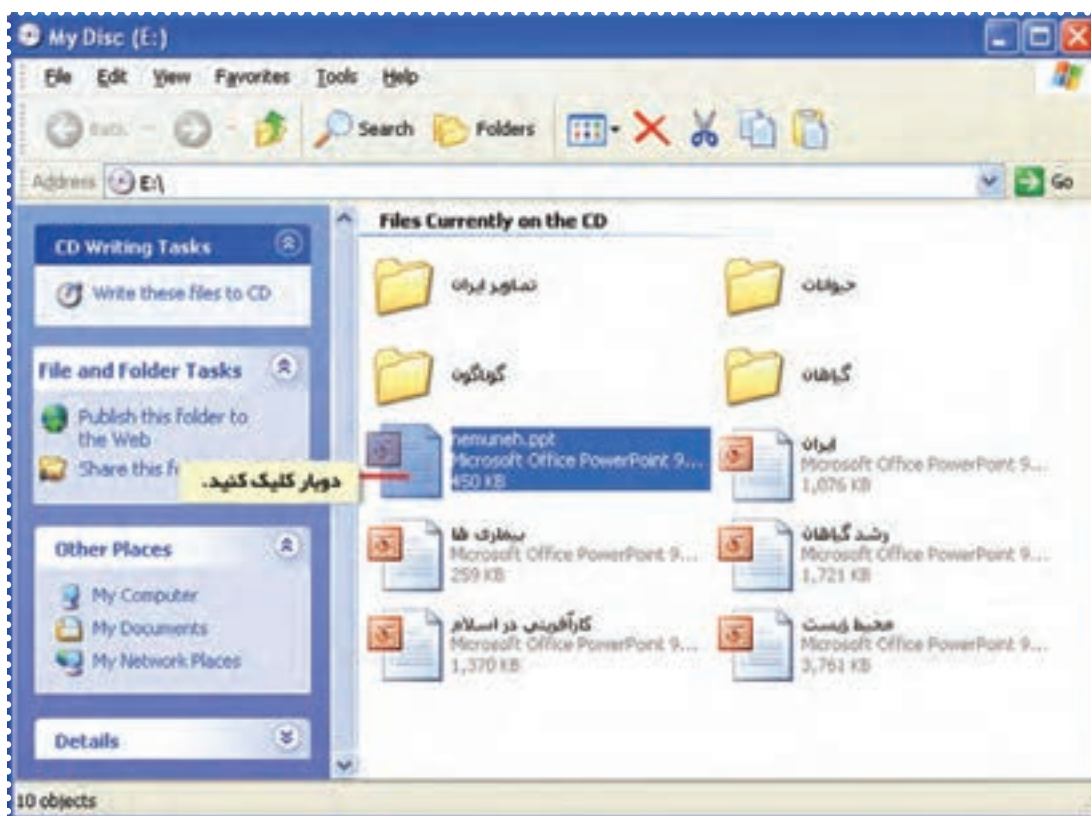 My Disc (E:)
File Edit View Favorites Tools Help
Back Search Folders
Address E:\ Go
CD Writing Tasks
Write these files to CD
File and Folder Tasks
Publish this folder to
the Web
Share this f
دوبار کلیک کنید.
Other Places
My Computer
My Documents
My Network Places
Details
Files Currently on the CD
تصاویر ایران
حیوانات
گوناگون
گیاهان
nemuneh.ppt
Microsoft Office PowerPoint 9...
450 KB
ایران
Microsoft Office PowerPoint 9...
1,076 KB
بیماری ها
Microsoft Office PowerPoint 9...
259 KB
رشد گیاهان
Microsoft Office PowerPoint 9...
1,721 KB
کارآفرینی در اسلام
Microsoft Office PowerPoint 9...
1,370 KB
محیط زیست
Microsoft Office PowerPoint 9...
3,761 KB
10 objects